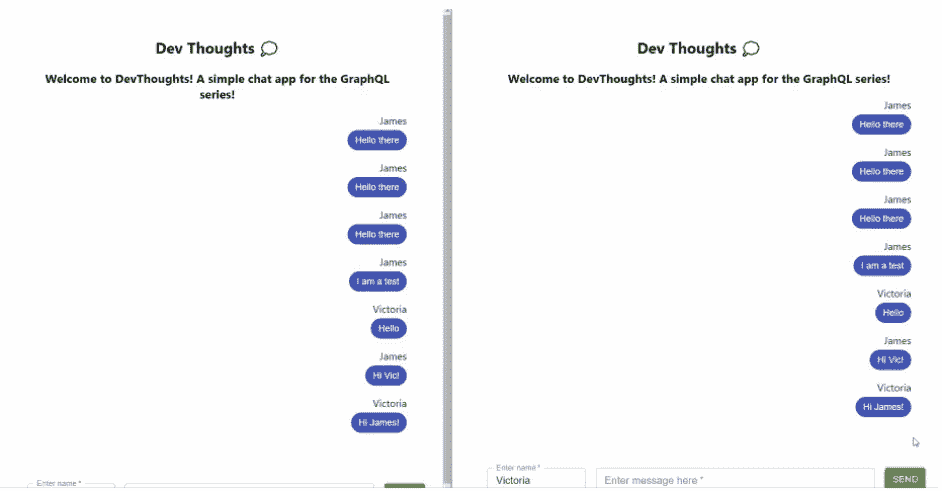 Dev Thoughts 💭
Welcome to DevThoughts! A simple chat app for the GraphQL
series!
James
Hello there
James
Hello there
James
Hello there
James
I am a test
Victoria
Hello
James
Hi Vic!
Victoria
Hi James!
Enter name *
Dev Thoughts 💭
Welcome to DevThoughts! A simple chat app for the GraphQL series!
James
Hello there
James
Hello there
James
Hello there
James
I am a test
Victoria
Hello
James
Hi Vic!
Victoria
Hi James!
Enter name *
Victoria
Enter message here *
SEND